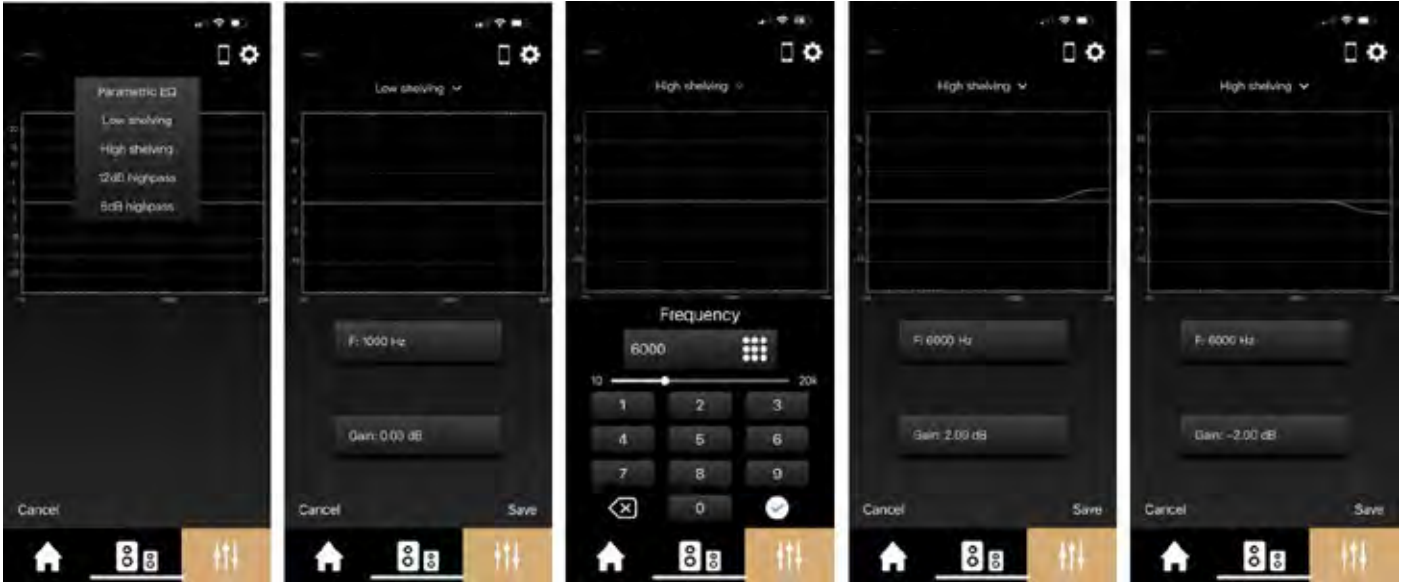 Parametric EQ
Low shelving
High shelving
12dB highpass
6dB highpass
Cancel
Low shelving
F: 1000 Hz
Gain: 0.00 dB
Cancel
Save
High shelving
Frequency
6000
10
20k
1 2 3
4 5 6
7 8 9
0
High shelving
F: 6000 Hz
Gain: 2.00 dB
Cancel
Save
High shelving
F: 6000 Hz
Gain: -2.00 dB
Cancel
Save